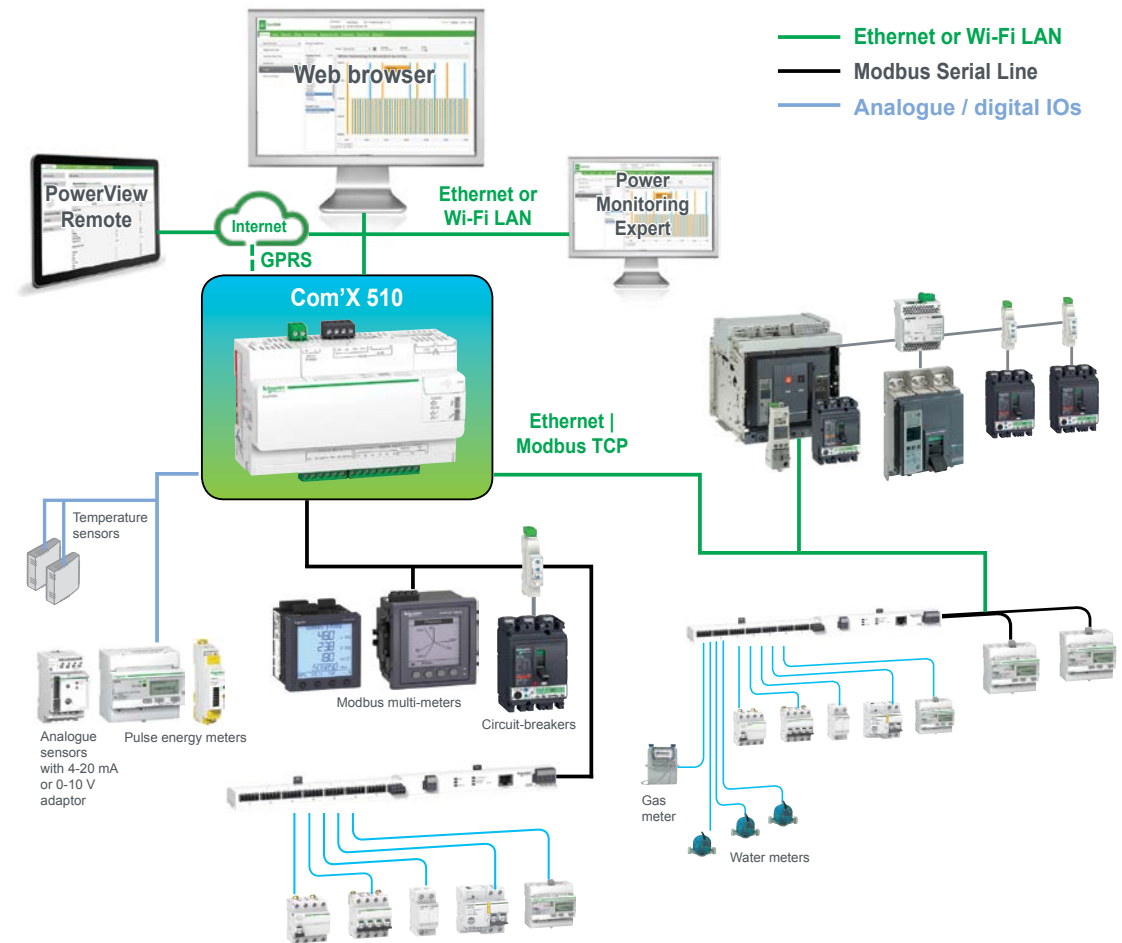 Ethernet or Wi-Fi LAN
Modbus Serial Line
Analogue / digital IOs
Web browser
PowerView
Remote
Internet
GPRS
Ethernet or
Wi-Fi LAN
Power
Monitoring
Expert
Com’X 510
Ethernet |
Modbus TCP
Temperature
sensors
Analogue
sensors
with 4-20 mA
or 0-10 V
adaptor
Pulse energy meters
Modbus multi-meters
Circuit-breakers
Gas
meter
Water meters